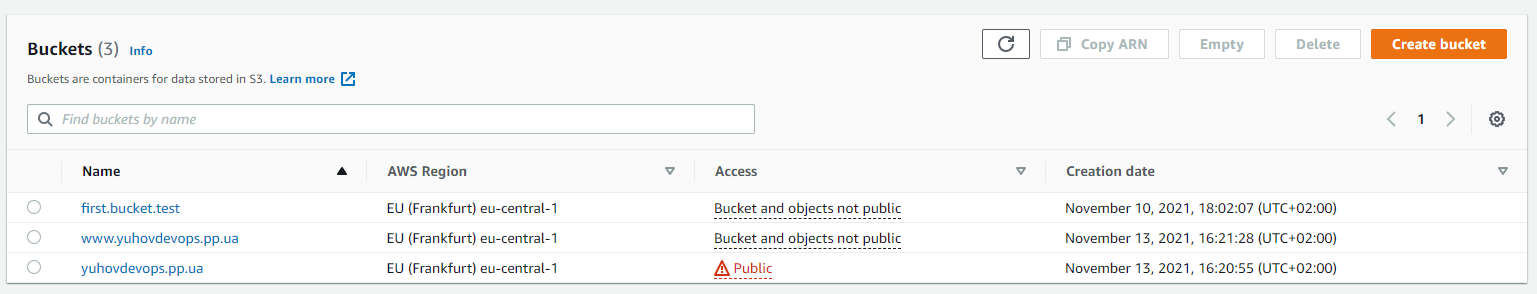 Buckets (3) Info
Copy ARN Empty Delete Create bucket
Buckets are containers for data stored in S3. Learn more
Find buckets by name
1
Name AWS Region Access Creation date
first.bucket.test EU (Frankfurt) eu-central-1 Bucket and objects not public November 10, 2021, 18:02:07 (UTC+02:00)
www.yuhovdevops.pp.ua EU (Frankfurt) eu-central-1 Bucket and objects not public November 13, 2021, 16:21:28 (UTC+02:00)
yuhovdevops.pp.ua EU (Frankfurt) eu-central-1 Public November 13, 2021, 16:20:55 (UTC+02:00)